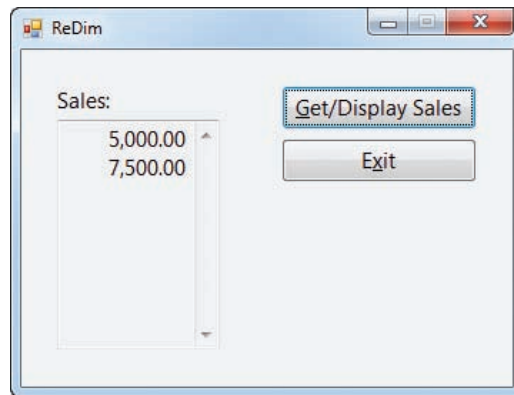 ReDim
Sales:
5,000.00
7,500.00
Get/Display Sales
Exit